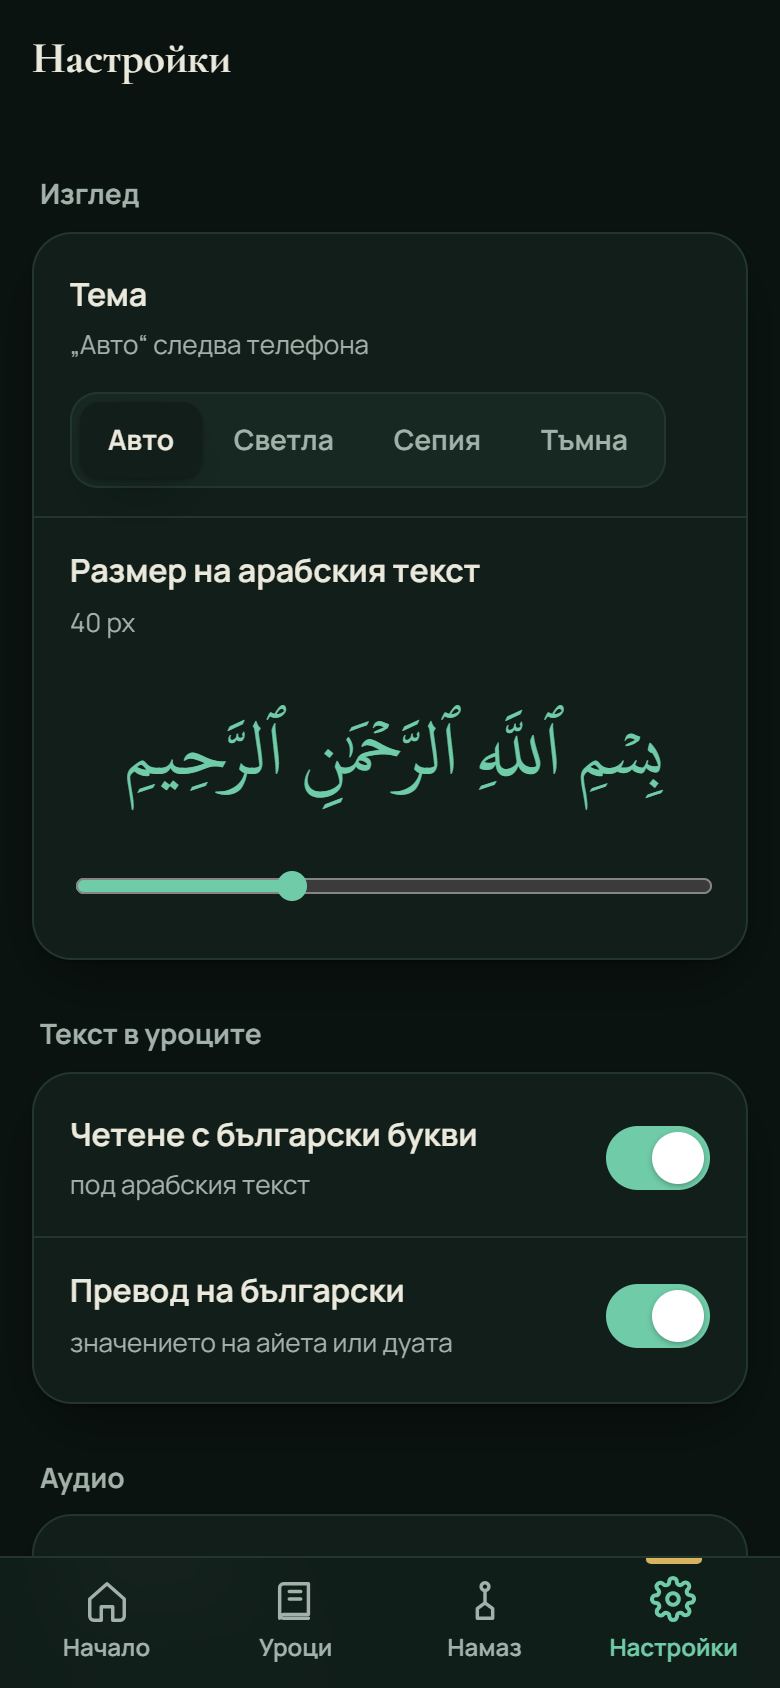 Настройки
Изглед
Тема
„Авто“ следва телефона
Авто Светла Сепия Тъмна
Размер на арабския текст
40 px
بِسْمِ ٱللَّهِ ٱلرَّحْمَٰنِ ٱلرَّحِيمِ
Текст в уроците
Четене с български букви
под арабския текст
Превод на български
значението на айета или дуата
Аудио
Начало Уроци Намаз Настройки